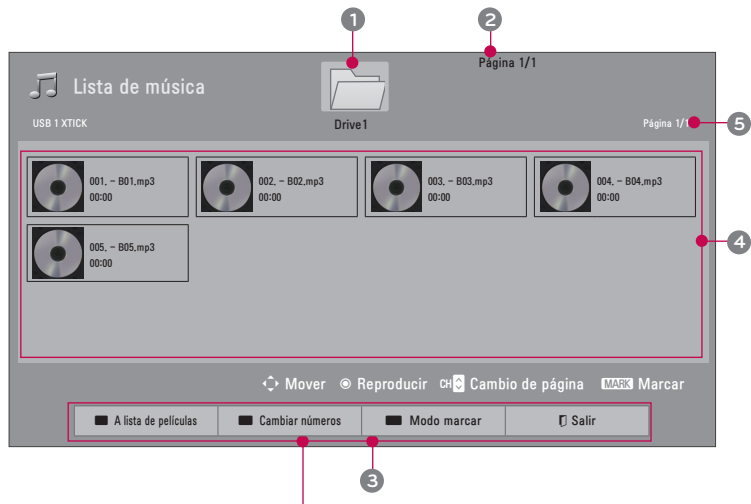 1
2
Página 1/1
Lista de música
USB 1 XTICK
Drive1
Página 1/1
5
001. - B01.mp3
00:00
002. - B02.mp3
00:00
003. - B03.mp3
00:00
004. - B04.mp3
00:00
4
005. - B05.mp3
00:00
Mover Reproducir CH Cambio de página MARK Marcar
A lista de películas Cambiar números Modo marcar Salir
3